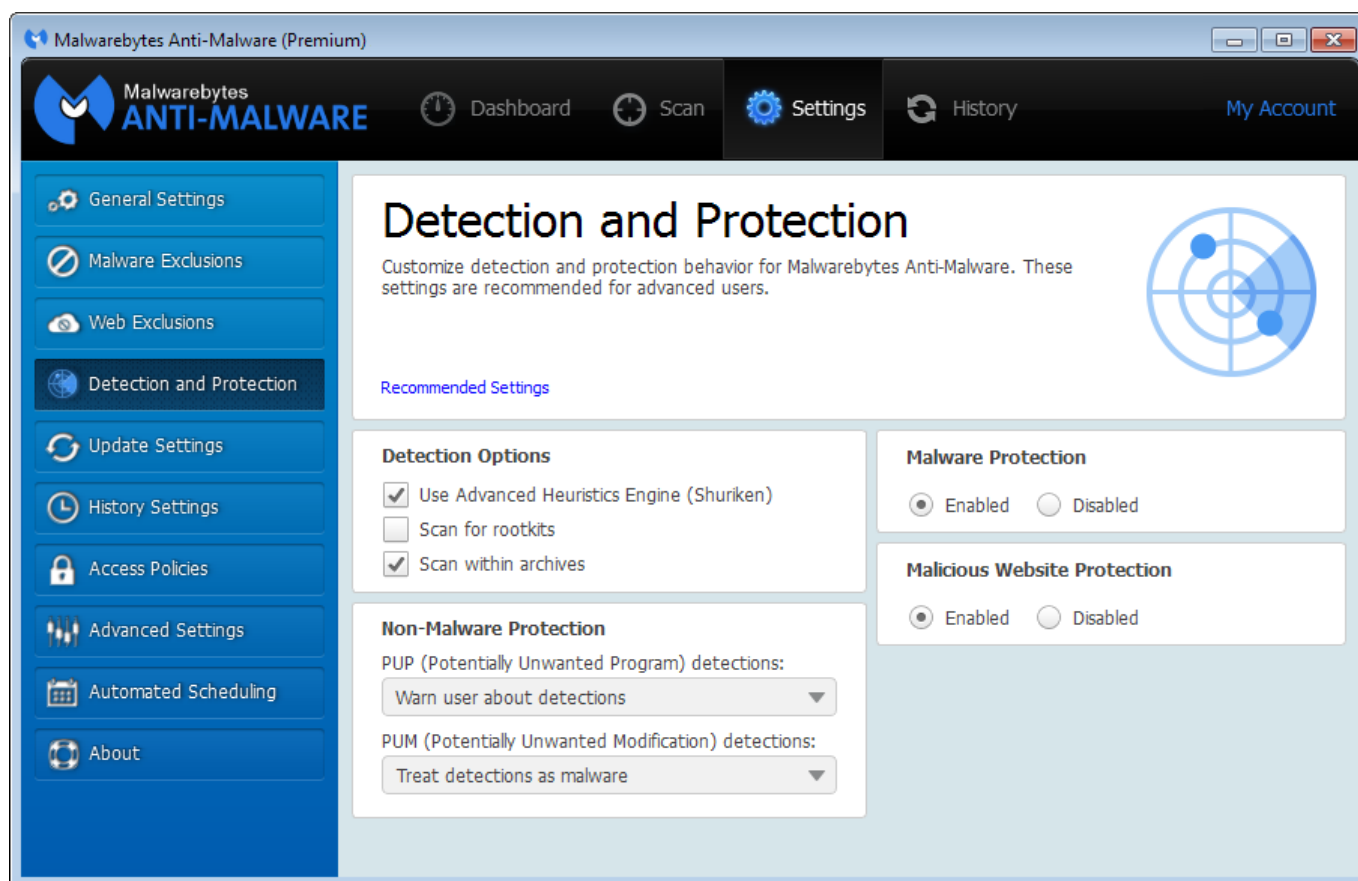 Malwarebytes Anti-Malware (Premium)
Malwarebytes
ANTI-MALWARE
Dashboard
Scan
Settings
History
My Account
General Settings
Malware Exclusions
Web Exclusions
Detection and Protection
Update Settings
History Settings
Access Policies
Advanced Settings
Automated Scheduling
About
Detection and Protection
Customize detection and protection behavior for Malwarebytes Anti-Malware. These
settings are recommended for advanced users.
Recommended Settings
Detection Options
Use Advanced Heuristics Engine (Shuriken)
Scan for rootkits
Scan within archives
Non-Malware Protection
PUP (Potentially Unwanted Program) detections:
Warn user about detections
PUM (Potentially Unwanted Modification) detections:
Treat detections as malware
Malware Protection
Enabled Disabled
Malicious Website Protection
Enabled Disabled